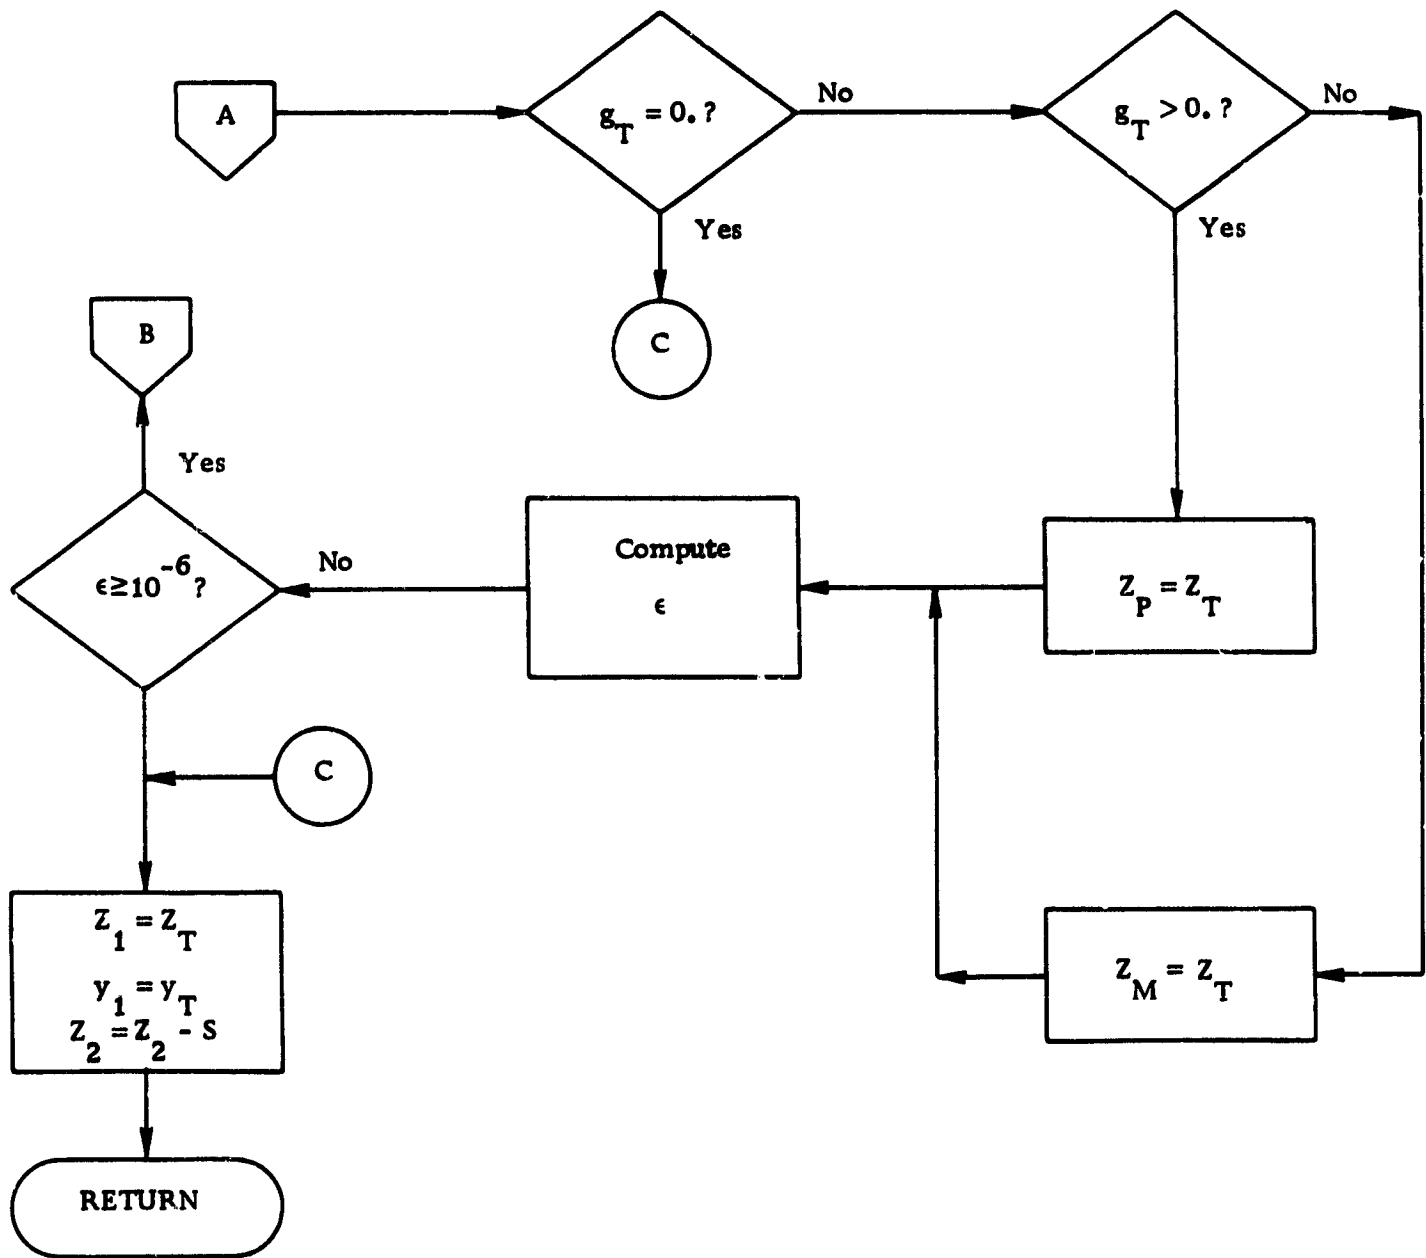 A
g_T = 0. ?
No
g_T > 0. ?
No
Yes
Yes
B
C
Yes
ϵ ≥ 10^-6 ?
No
Compute
ϵ
Z_P = Z_T
C
Z_1 = Z_T
y_1 = y_T
Z_2 = Z_2 - S
Z_M = Z_T
RETURN